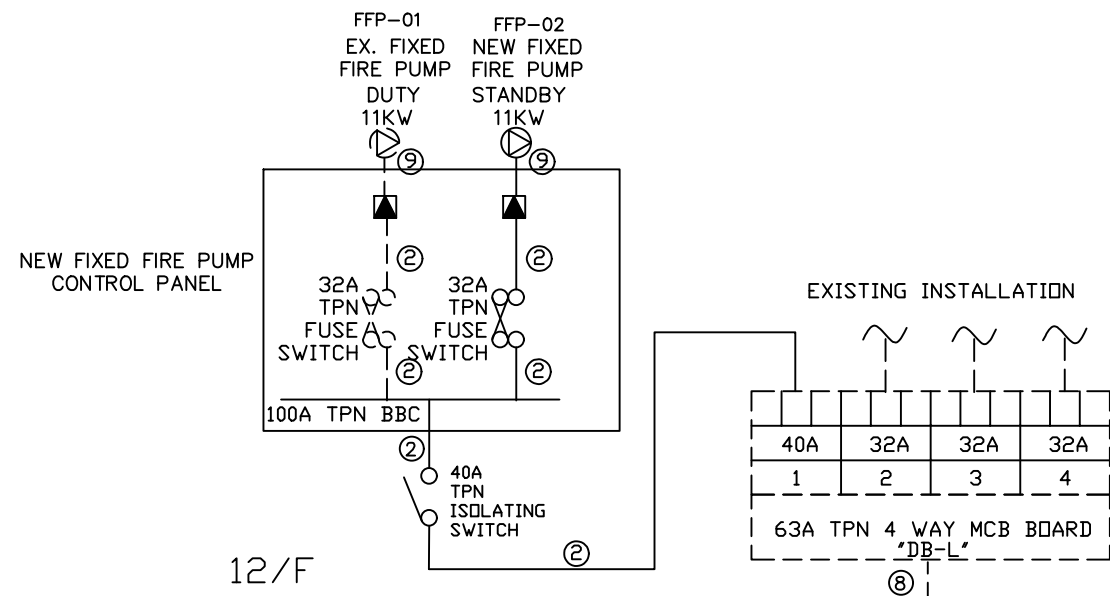 FFP-01
EX. FIXED
FIRE PUMP
DUTY
11KW
FFP-02
NEW FIXED
FIRE PUMP
STANDBY
11KW
9
9
NEW FIXED FIRE PUMP
CONTROL PANEL
2
2
32A
TPN
FUSE
SWITCH
32A
TPN
FUSE
SWITCH
2
2
100A TPN BBC
2
40A
TPN
ISOLATING
SWITCH
2
12/F
EXISTING INSTALLATION
40A 32A 32A 32A
1 2 3 4
63A TPN 4 WAY MCB BOARD
"DB-L"
8